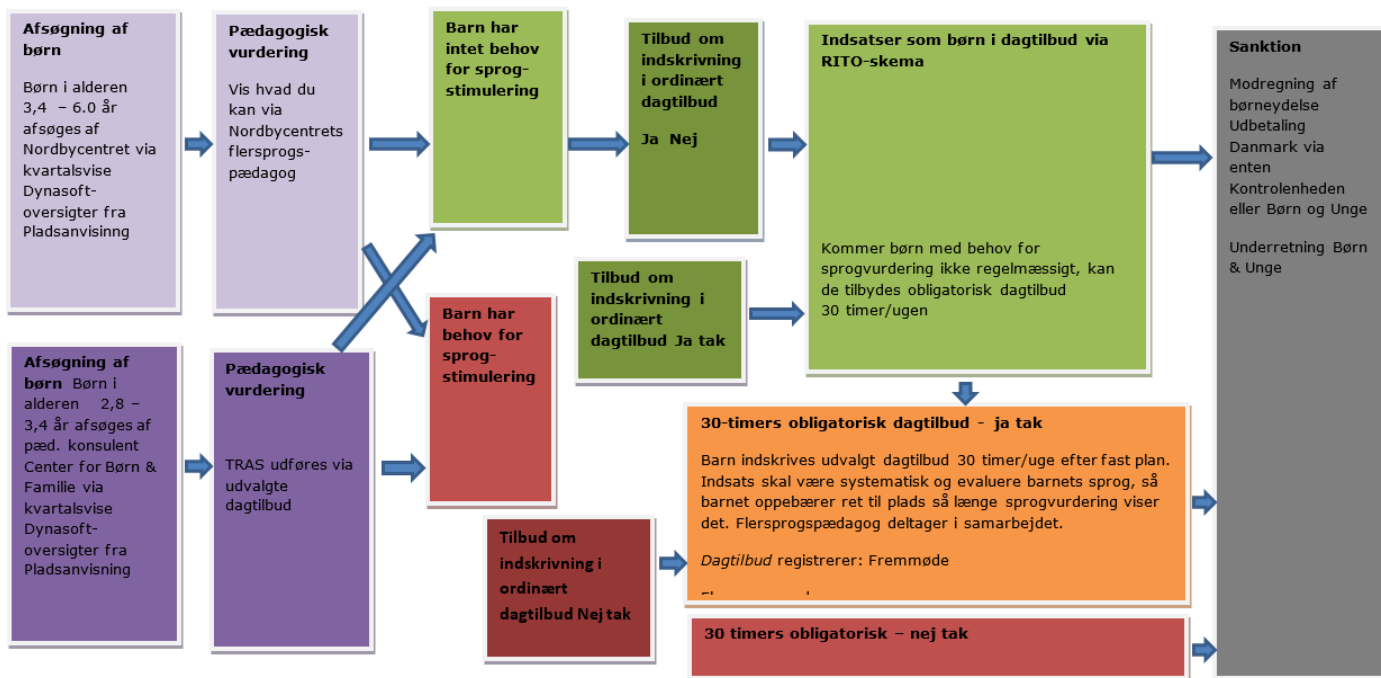 Afsøgning af
børn
Børn i alderen
3,4 – 6.0 år
afsøges af
Nordbycentret via
kvartalsvise
Dynasoft-
oversigter fra
Pladsanvisinng
Pædagogisk
vurdering
Vis hvad du
kan via
Nordbycentrets
flersprogs-
pædagog
Barn har
intet behov
for sprog-
stimulering
Tilbud om
indskrivning
i ordinært
dagtilbud
Ja Nej
Indsatser som børn i dagtilbud via
RITO-skema
Kommer børn med behov for
sprogvurdering ikke regelmæssigt, kan
de tilbydes obligatorisk dagtilbud
30 timer/ugen
Sanktion
Modregning af
børneydelse
Udbetaling
Danmark via
enten
Kontrolenheden
eller Børn og Unge
Underretning Børn
& Unge
Tilbud om
indskrivning i
ordinært
dagtilbud Ja tak
Barn har
behov for
sprog-
stimulering
Afsøgning af
børn Børn i
alderen 2,8 –
3,4 år afsøges af
pæd. konsulent
Center for Børn &
Familie via
kvartalsvise
Dynasoft-
oversigter fra
Pladsanvisning
Pædagogisk
vurdering
TRAS udføres via
udvalgte
dagtilbud
30-timers obligatorisk dagtilbud - ja tak
Barn indskrives udvalgt dagtilbud 30 timer/uge efter fast plan.
Indsats skal være systematisk og evaluere barnets sprog, så
barnet oppebærer ret til plads så længe sprogvurdering viser
det. Flersprogspædagog deltager i samarbejdet.
Dagtilbud registrerer: Fremmøde
Tilbud om
indskrivning i
ordinært
dagtilbud Nej tak
30 timers obligatorisk – nej tak